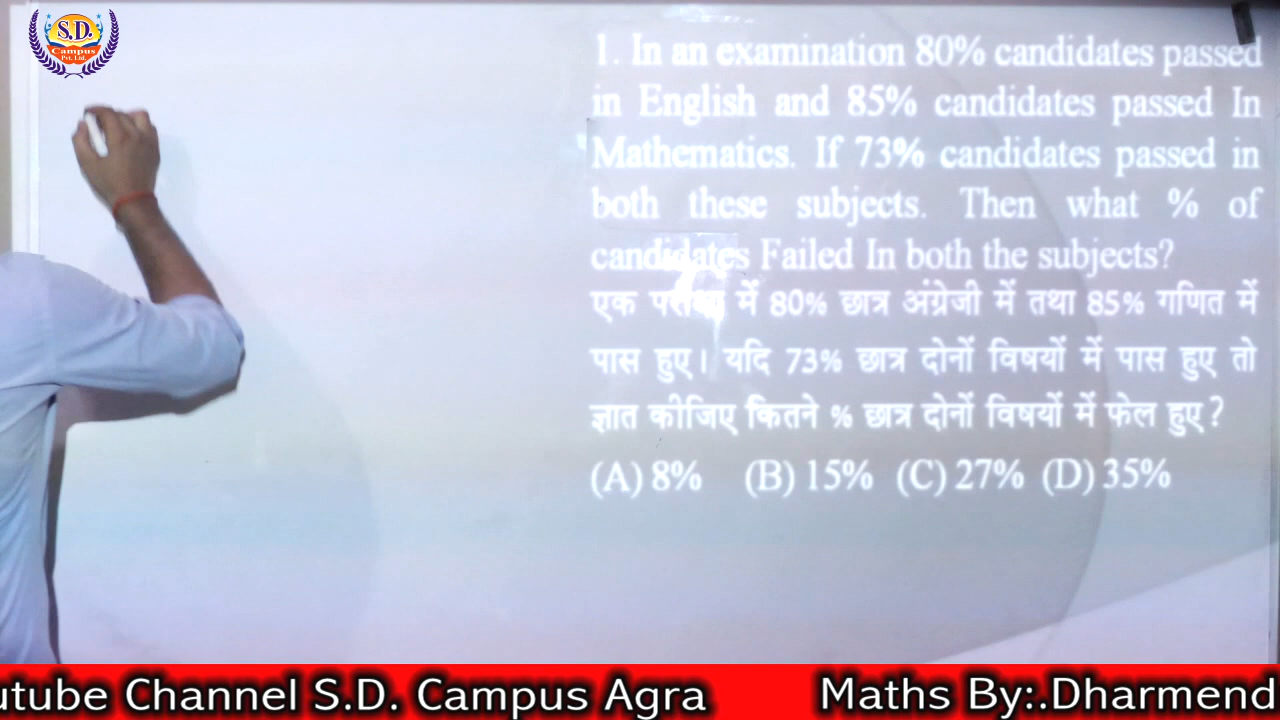 S.D.
Campus
Pvt. Ltd.
1. In an examination 80% candidates passed
in English and 85% candidates passed In
Mathematics. If 73% candidates passed in
both these subjects. Then what % of
candidates Failed In both the subjects?
एक परीक्षा में 80% छात्र अंग्रेजी में तथा 85% गणित में
पास हुए। यदि 73% छात्र दोनों विषयों में पास हुए तो
ज्ञात कीजिए कितने % छात्र दोनों विषयों में फेल हुए?
(A) 8% (B) 15% (C) 27% (D) 35%
utube Channel S.D. Campus Agra Maths By:.Dharmend